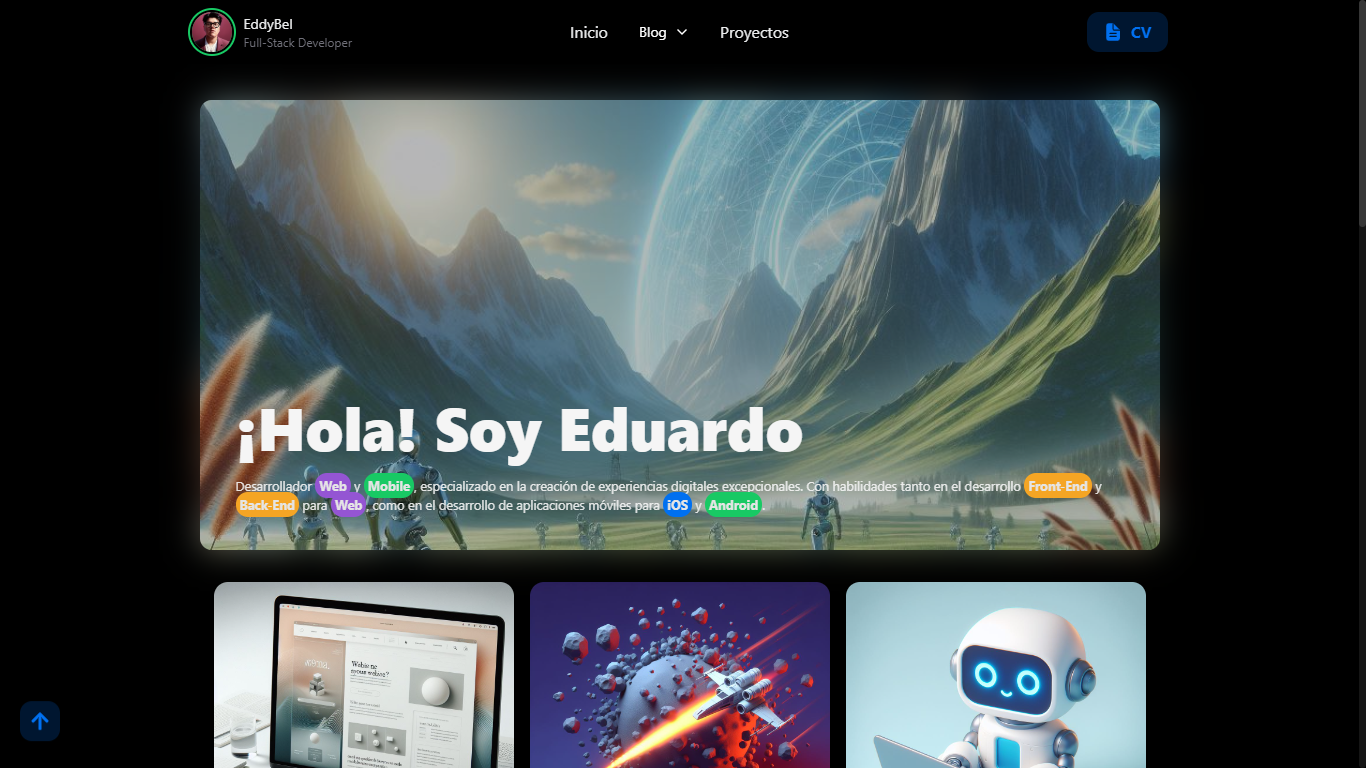 EddyBel
Full-Stack Developer
Inicio
Blog
Proyectos
CV
¡Hola! Soy Eduardo
Desarrollador Web y Mobile, especializado en la creación de experiencias digitales excepcionales. Con habilidades tanto en el desarrollo Front-End y
Back-End para Web, como en el desarrollo de aplicaciones móviles para iOS y Android.